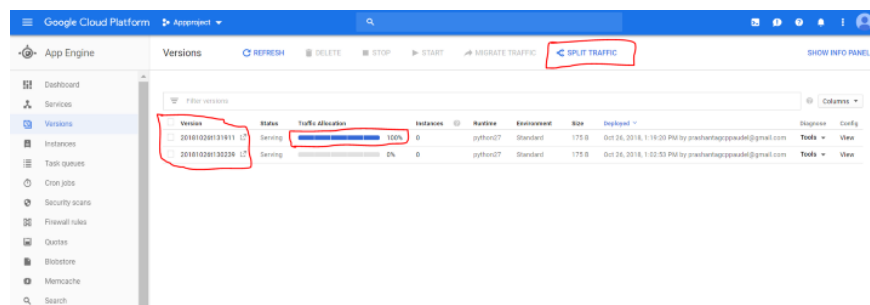 Google Cloud Platform Appproject
App Engine
Versions REFRESH DELETE STOP START MIGRATE TRAFFIC SPLIT TRAFFIC SHOW INFO PANEL
Dashboard
Services
Versions
Instances
Task queues
Cron jobs
Security scans
Firewall rules
Quotas
Blobstore
Memcache
Search
Filter versions Columns
Version Status Traffic Allocation Instances Runtime Environment Size Deployed Diagnose Config
20181026t131911 Serving 100% 0 python27 Standard 175 B Oct 26, 2018, 1:19:20 PM by prashantagcppaudel@gmail.com Tools View
20181026t130239 Serving 0% 0 python27 Standard 175 B Oct 26, 2018, 1:02:53 PM by prashantagcppaudel@gmail.com Tools View